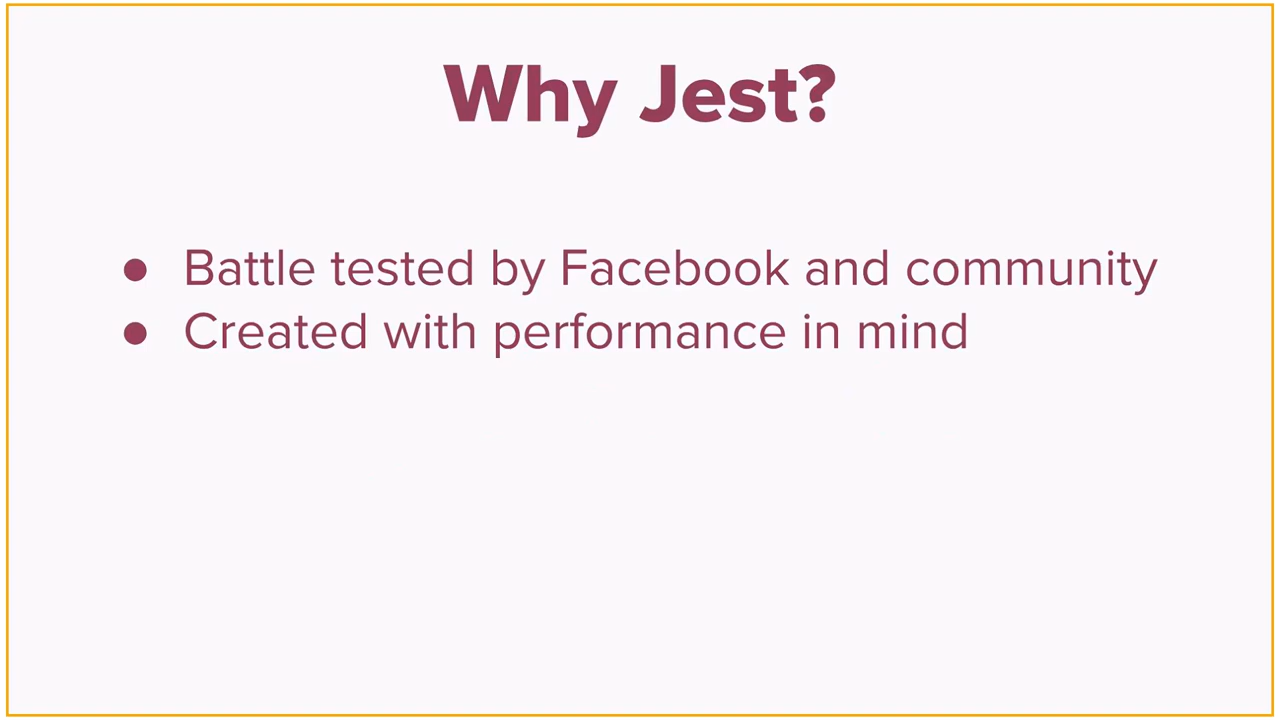 Why Jest?
● Battle tested by Facebook and community
● Created with performance in mind